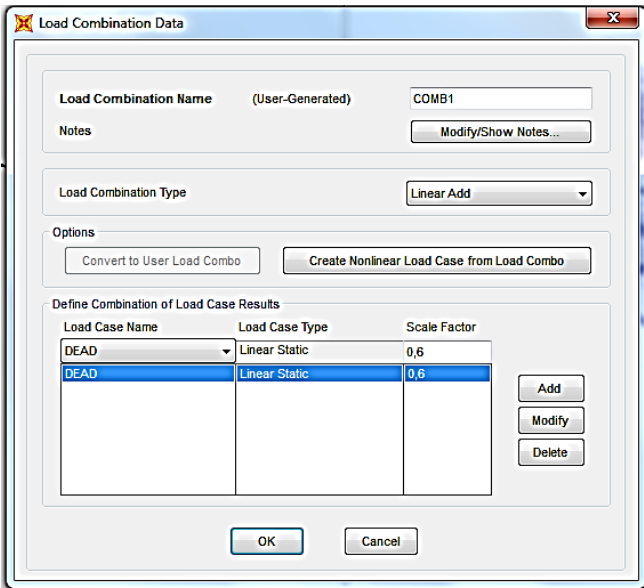 Load Combination Data
Load Combination Name (User-Generated) COMB1
Notes Modify/Show Notes...
Load Combination Type Linear Add
Options
Convert to User Load Combo Create Nonlinear Load Case from Load Combo
Define Combination of Load Case Results
Load Case Name Load Case Type Scale Factor
DEAD Linear Static 0,6
DEAD Linear Static 0,6
Add
Modify
Delete
OK Cancel